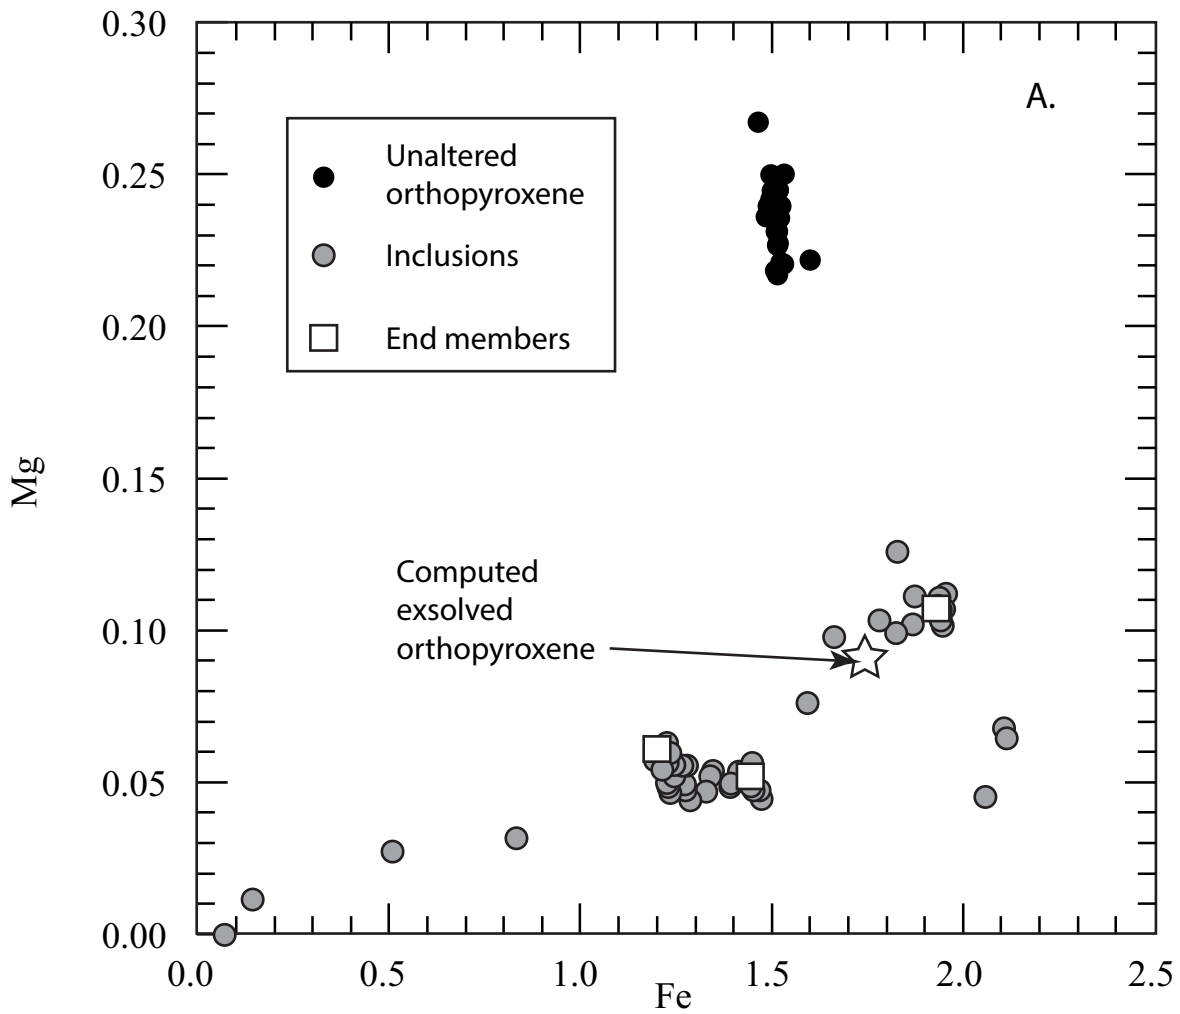 0.30
A.
Unaltered
orthopyroxene
0.25
Inclusions
End members
0.20
Mg
0.15
Computed
exsolved
orthopyroxene
0.10
0.05
0.00
0.0 0.5 1.0 1.5 2.0 2.5
Fe